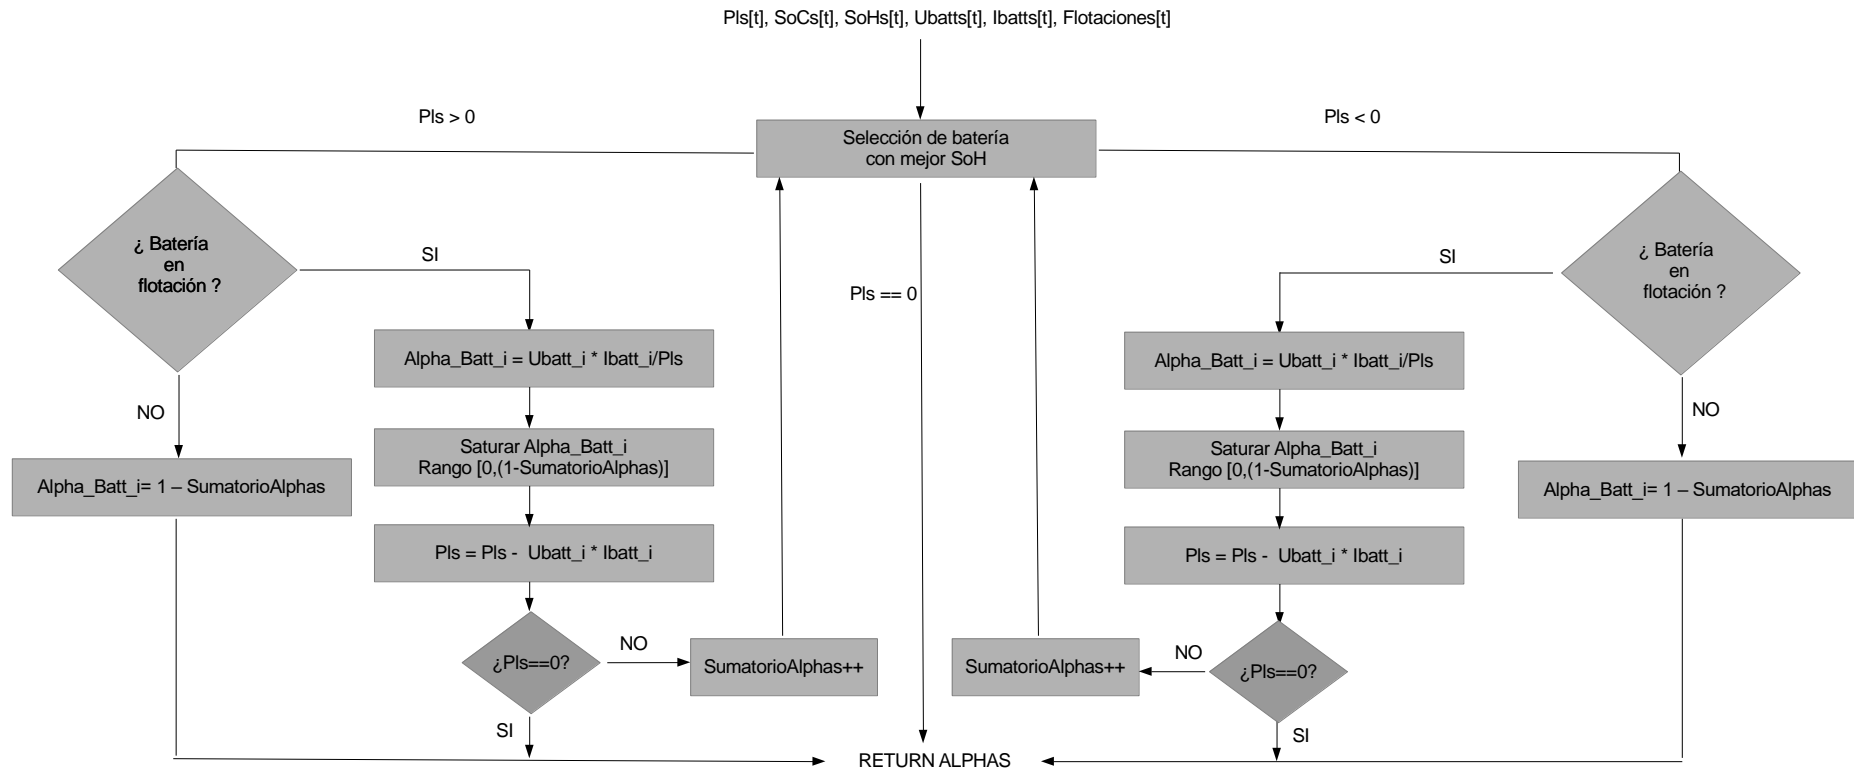 Pls[t], SoCs[t], SoHs[t], Ubatts[t], Ibatts[t], Flotaciones[t]
Pls > 0
Pls < 0
Selección de batería
con mejor SoH
¿ Batería
en
flotación ?
SI
NO
Alpha_Batt_i = Ubatt_i * Ibatt_i/Pls
Saturar Alpha_Batt_i
Rango [0,(1-SumatorioAlphas)]
Alpha_Batt_i= 1 – SumatorioAlphas
Pls = Pls - Ubatt_i * Ibatt_i
¿Pls==0?
NO
SumatorioAlphas++
SI
Pls == 0
¿ Batería
en
flotación ?
SI
NO
Alpha_Batt_i = Ubatt_i * Ibatt_i/Pls
Saturar Alpha_Batt_i
Rango [0,(1-SumatorioAlphas)]
Alpha_Batt_i= 1 – SumatorioAlphas
Pls = Pls - Ubatt_i * Ibatt_i
¿Pls==0?
NO
SumatorioAlphas++
SI
RETURN ALPHAS